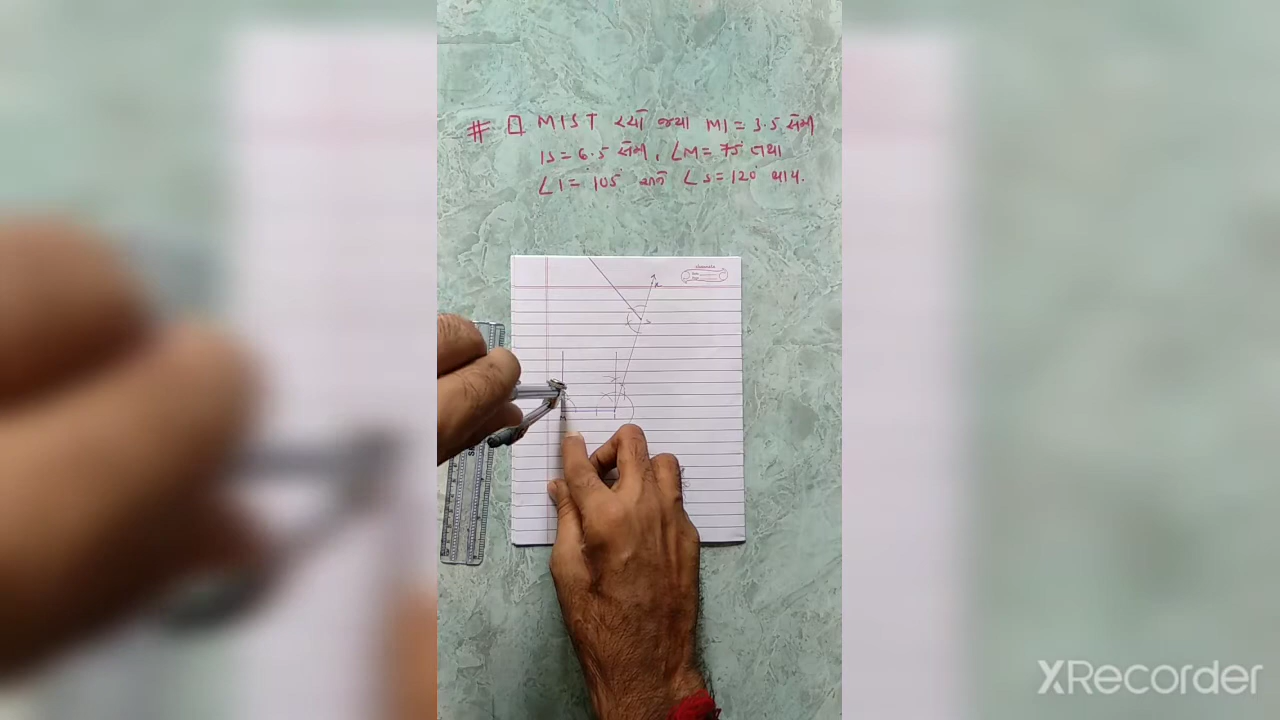 # □ MIST રચો જ્યાં MI = 3.5 સેમી
IS = 6.5 સેમી, ∠M = 75° તથા
∠I = 105° અને ∠S = 120° થાય.
XRecorder